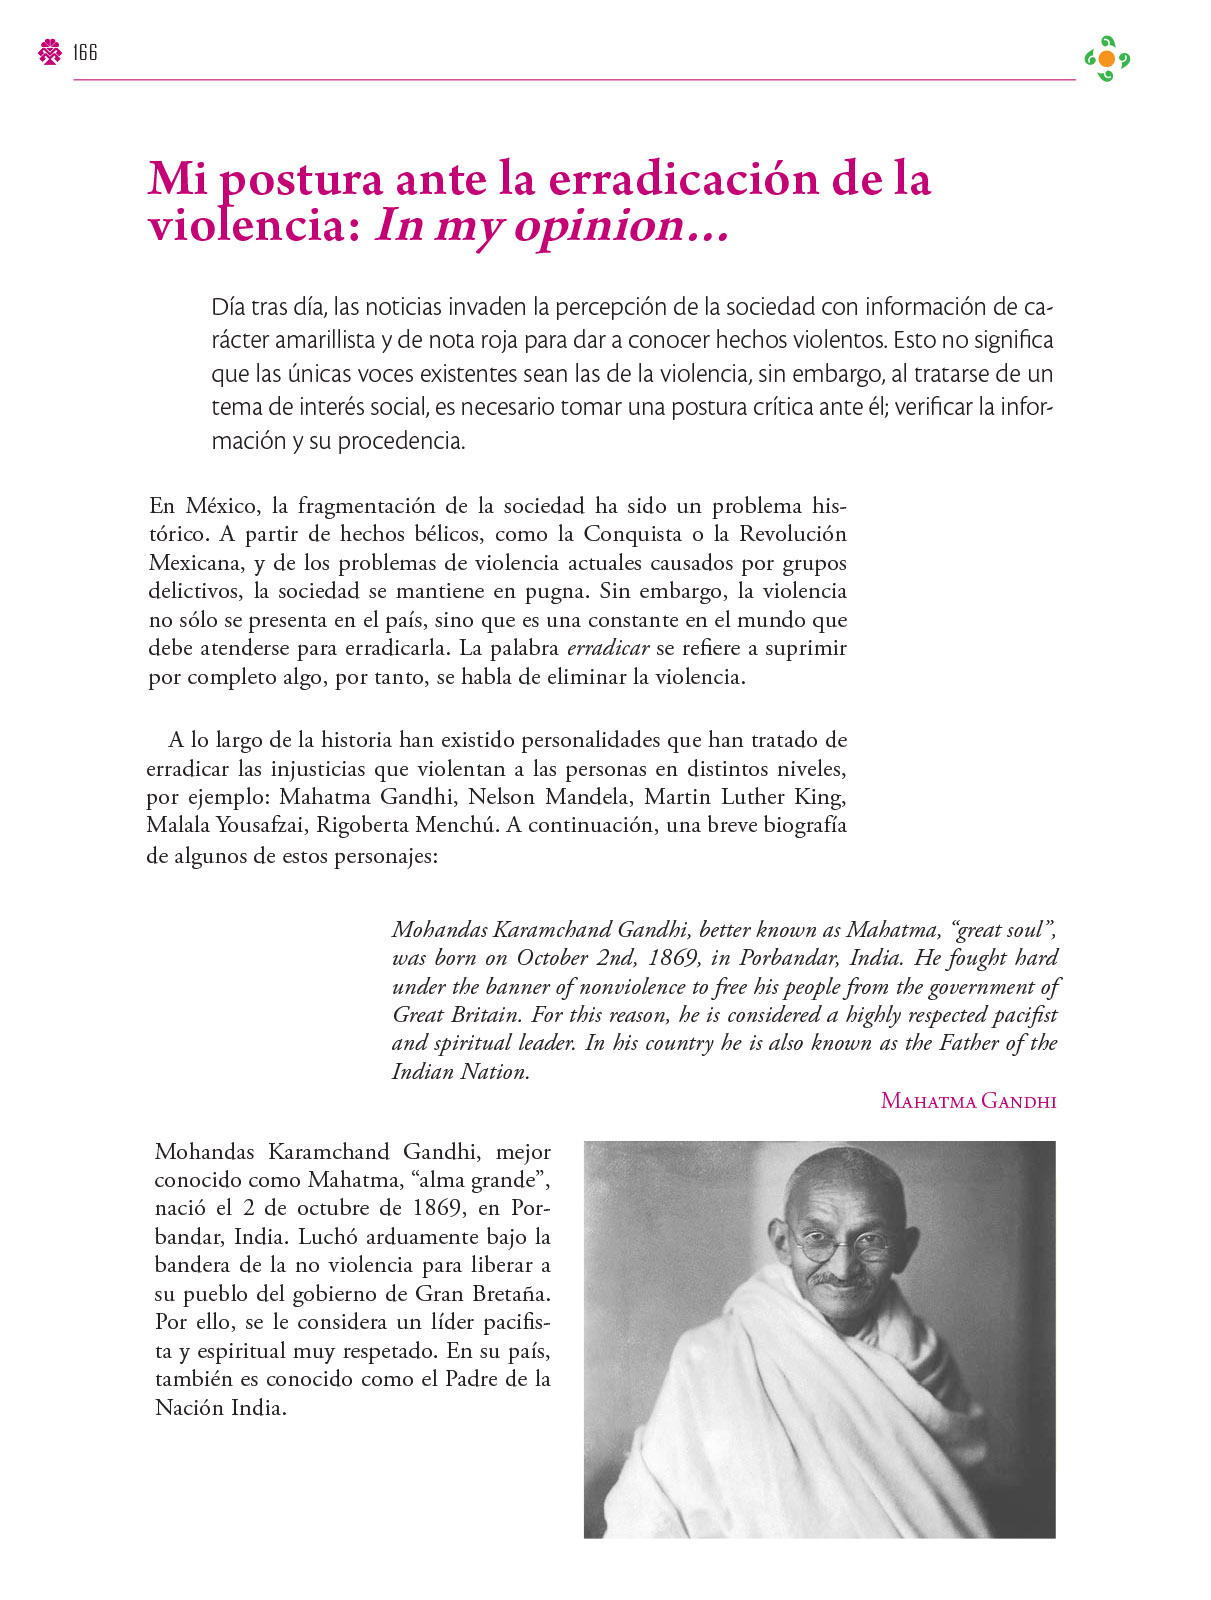 166
Mi postura ante la erradicación de la
violencia: In my opinion...
Día tras día, las noticias invaden la percepción de la sociedad con información de ca-
rácter amarillista y de nota roja para dar a conocer hechos violentos. Esto no significa
que las únicas voces existentes sean las de la violencia, sin embargo, al tratarse de un
tema de interés social, es necesario tomar una postura crítica ante él; verificar la infor-
mación y su procedencia.
En México, la fragmentación de la sociedad ha sido un problema his-
tórico. A partir de hechos bélicos, como la Conquista o la Revolución
Mexicana, y de los problemas de violencia actuales causados por grupos
delictivos, la sociedad se mantiene en pugna. Sin embargo, la violencia
no sólo se presenta en el país, sino que es una constante en el mundo que
debe atenderse para erradicarla. La palabra erradicar se refiere a suprimir
por completo algo, por tanto, se habla de eliminar la violencia.
A lo largo de la historia han existido personalidades que han tratado de
erradicar las injusticias que violentan a las personas en distintos niveles,
por ejemplo: Mahatma Gandhi, Nelson Mandela, Martin Luther King,
Malala Yousafzai, Rigoberta Menchú. A continuación, una breve biografía
de algunos de estos personajes:
Mohandas Karamchand Gandhi, better known as Mahatma, “great soul”,
was born on October 2nd, 1869, in Porbandar, India. He fought hard
under the banner of nonviolence to free his people from the government of
Great Britain. For this reason, he is considered a highly respected pacifist
and spiritual leader. In his country he is also known as the Father of the
Indian Nation.
Mahatma Gandhi
Mohandas Karamchand Gandhi, mejor
conocido como Mahatma, “alma grande”,
nació el 2 de octubre de 1869, en Por-
bandar, India. Luchó arduamente bajo la
bandera de la no violencia para liberar a
su pueblo del gobierno de Gran Bretaña.
Por ello, se le considera un líder pacifis-
ta y espiritual muy respetado. En su país,
también es conocido como el Padre de la
Nación India.